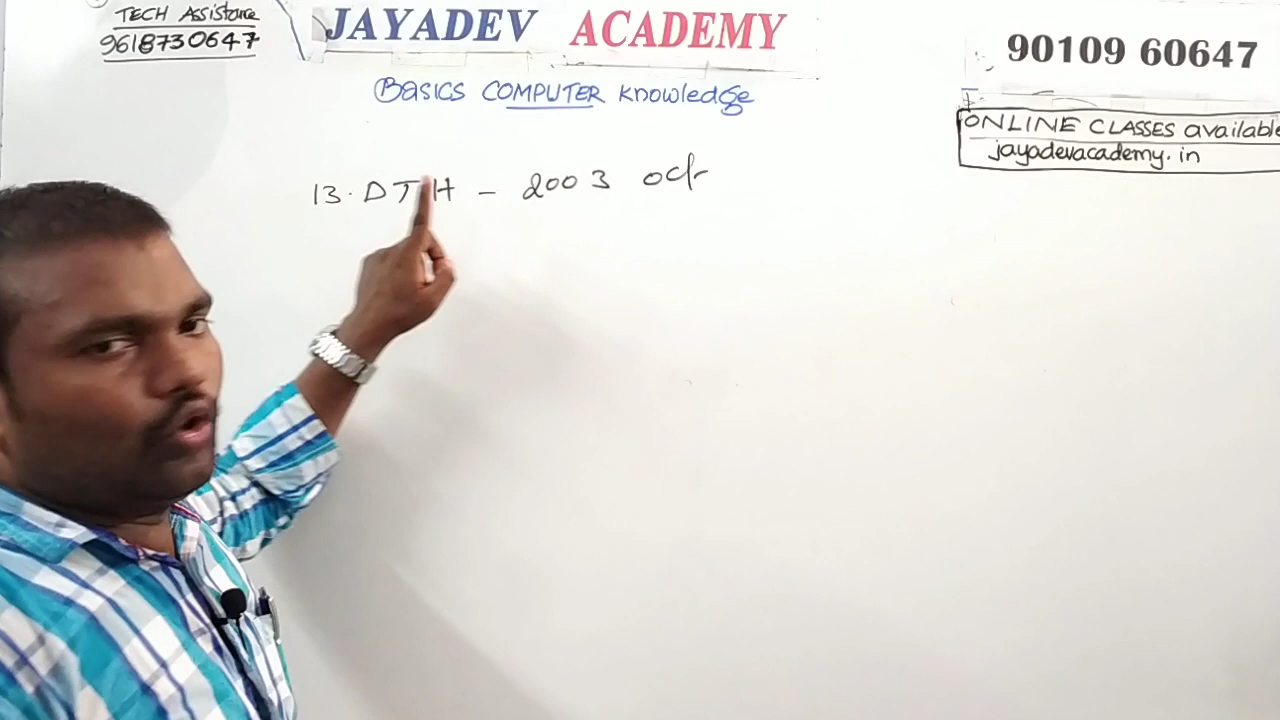 TECH Assistance
9618730647
JAYADEV ACADEMY
90109 60647
Basics COMPUTER Knowledge
ONLINE CLASSES available
jayadevacademy.in
13. DTH - 2003 Oct